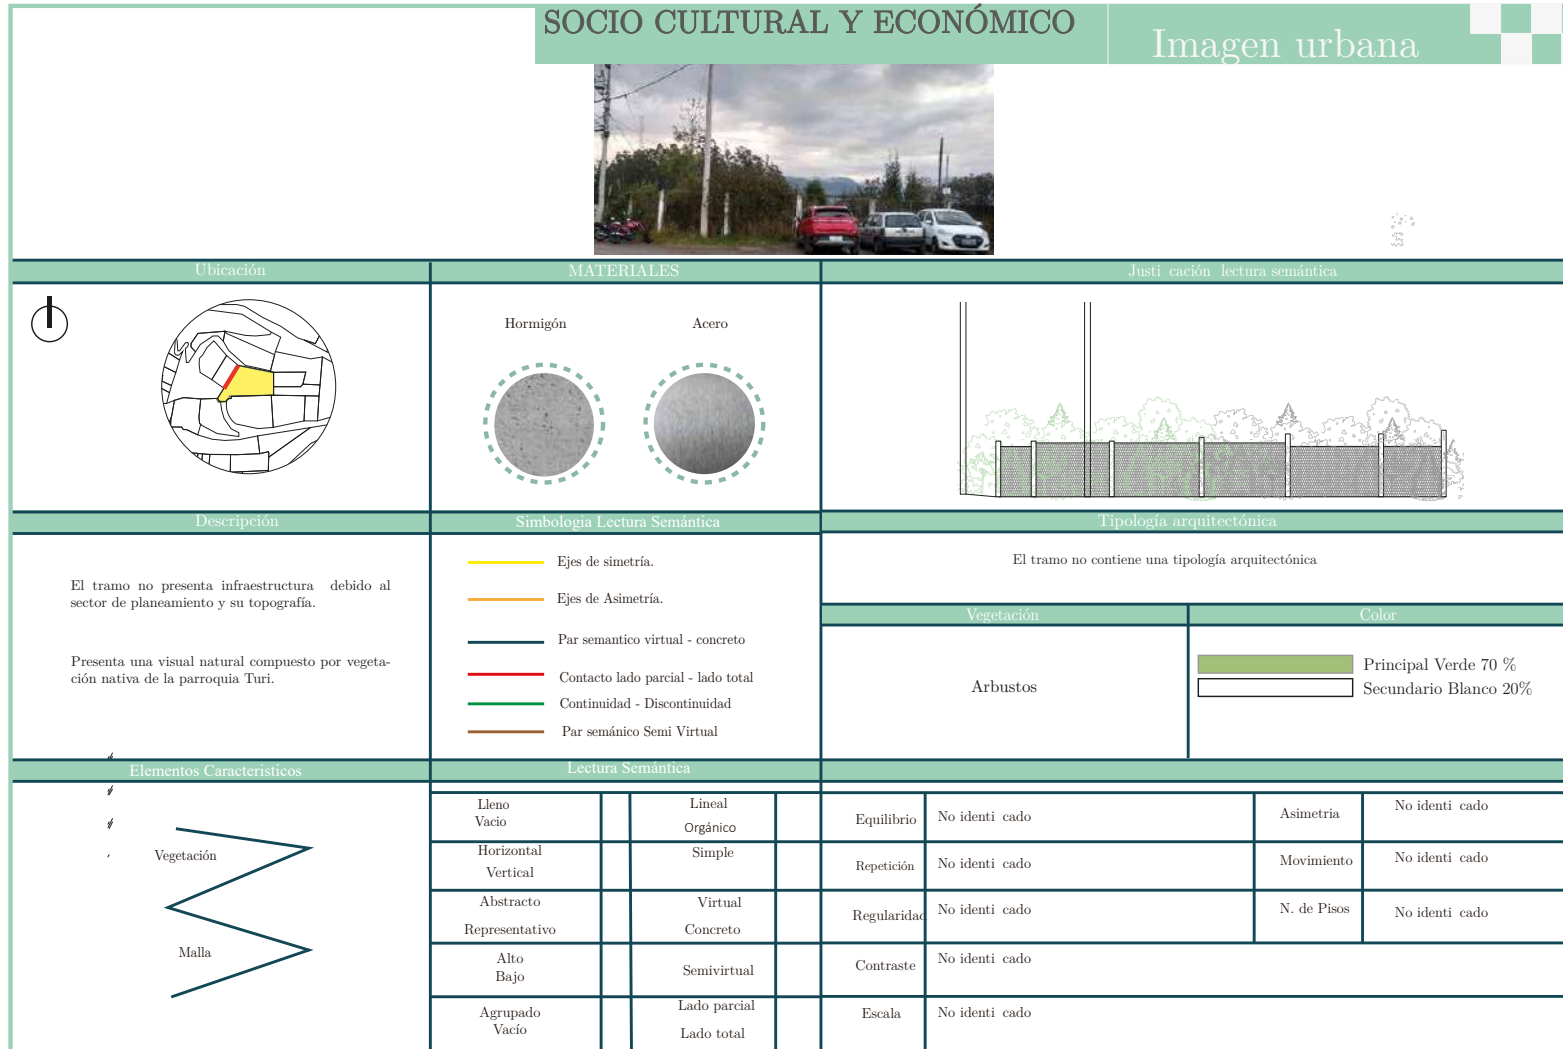 SOCIO CULTURAL Y ECONÓMICO
Imagen urbana
Ubicación
MATERIALES
Justi cación lectura semántica
Hormigón
Acero
Descripción
Simbologia Lectura Semántica
Tipología arquitectónica
El tramo no presenta infraestructura debido al
sector de planeamiento y su topografía.
Presenta una visual natural compuesto por vegeta-
ción nativa de la parroquia Turi.
Ejes de simetría.
Ejes de Asimetría.
Par semantico virtual - concreto
Contacto lado parcial - lado total
Continuidad - Discontinuidad
Par semánico Semi Virtual
El tramo no contiene una tipología arquitectónica
Vegetación
Color
Arbustos
Principal Verde 70 %
Secundario Blanco 20%
Elementos Caracteristicos
Lectura Semántica
Vegetación
Malla
Lleno
Vacio
Lineal
Orgánico
Horizontal
Vertical
Simple
Abstracto
Representativo
Virtual
Concreto
Alto
Bajo
Semivirtual
Agrupado
Vacío
Lado parcial
Lado total
Equilibrio
No identi cado
Asimetria
No identi cado
Repetición
No identi cado
Movimiento
No identi cado
Regularidad
No identi cado
N. de Pisos
No identi cado
Contraste
No identi cado
Escala
No identi cado